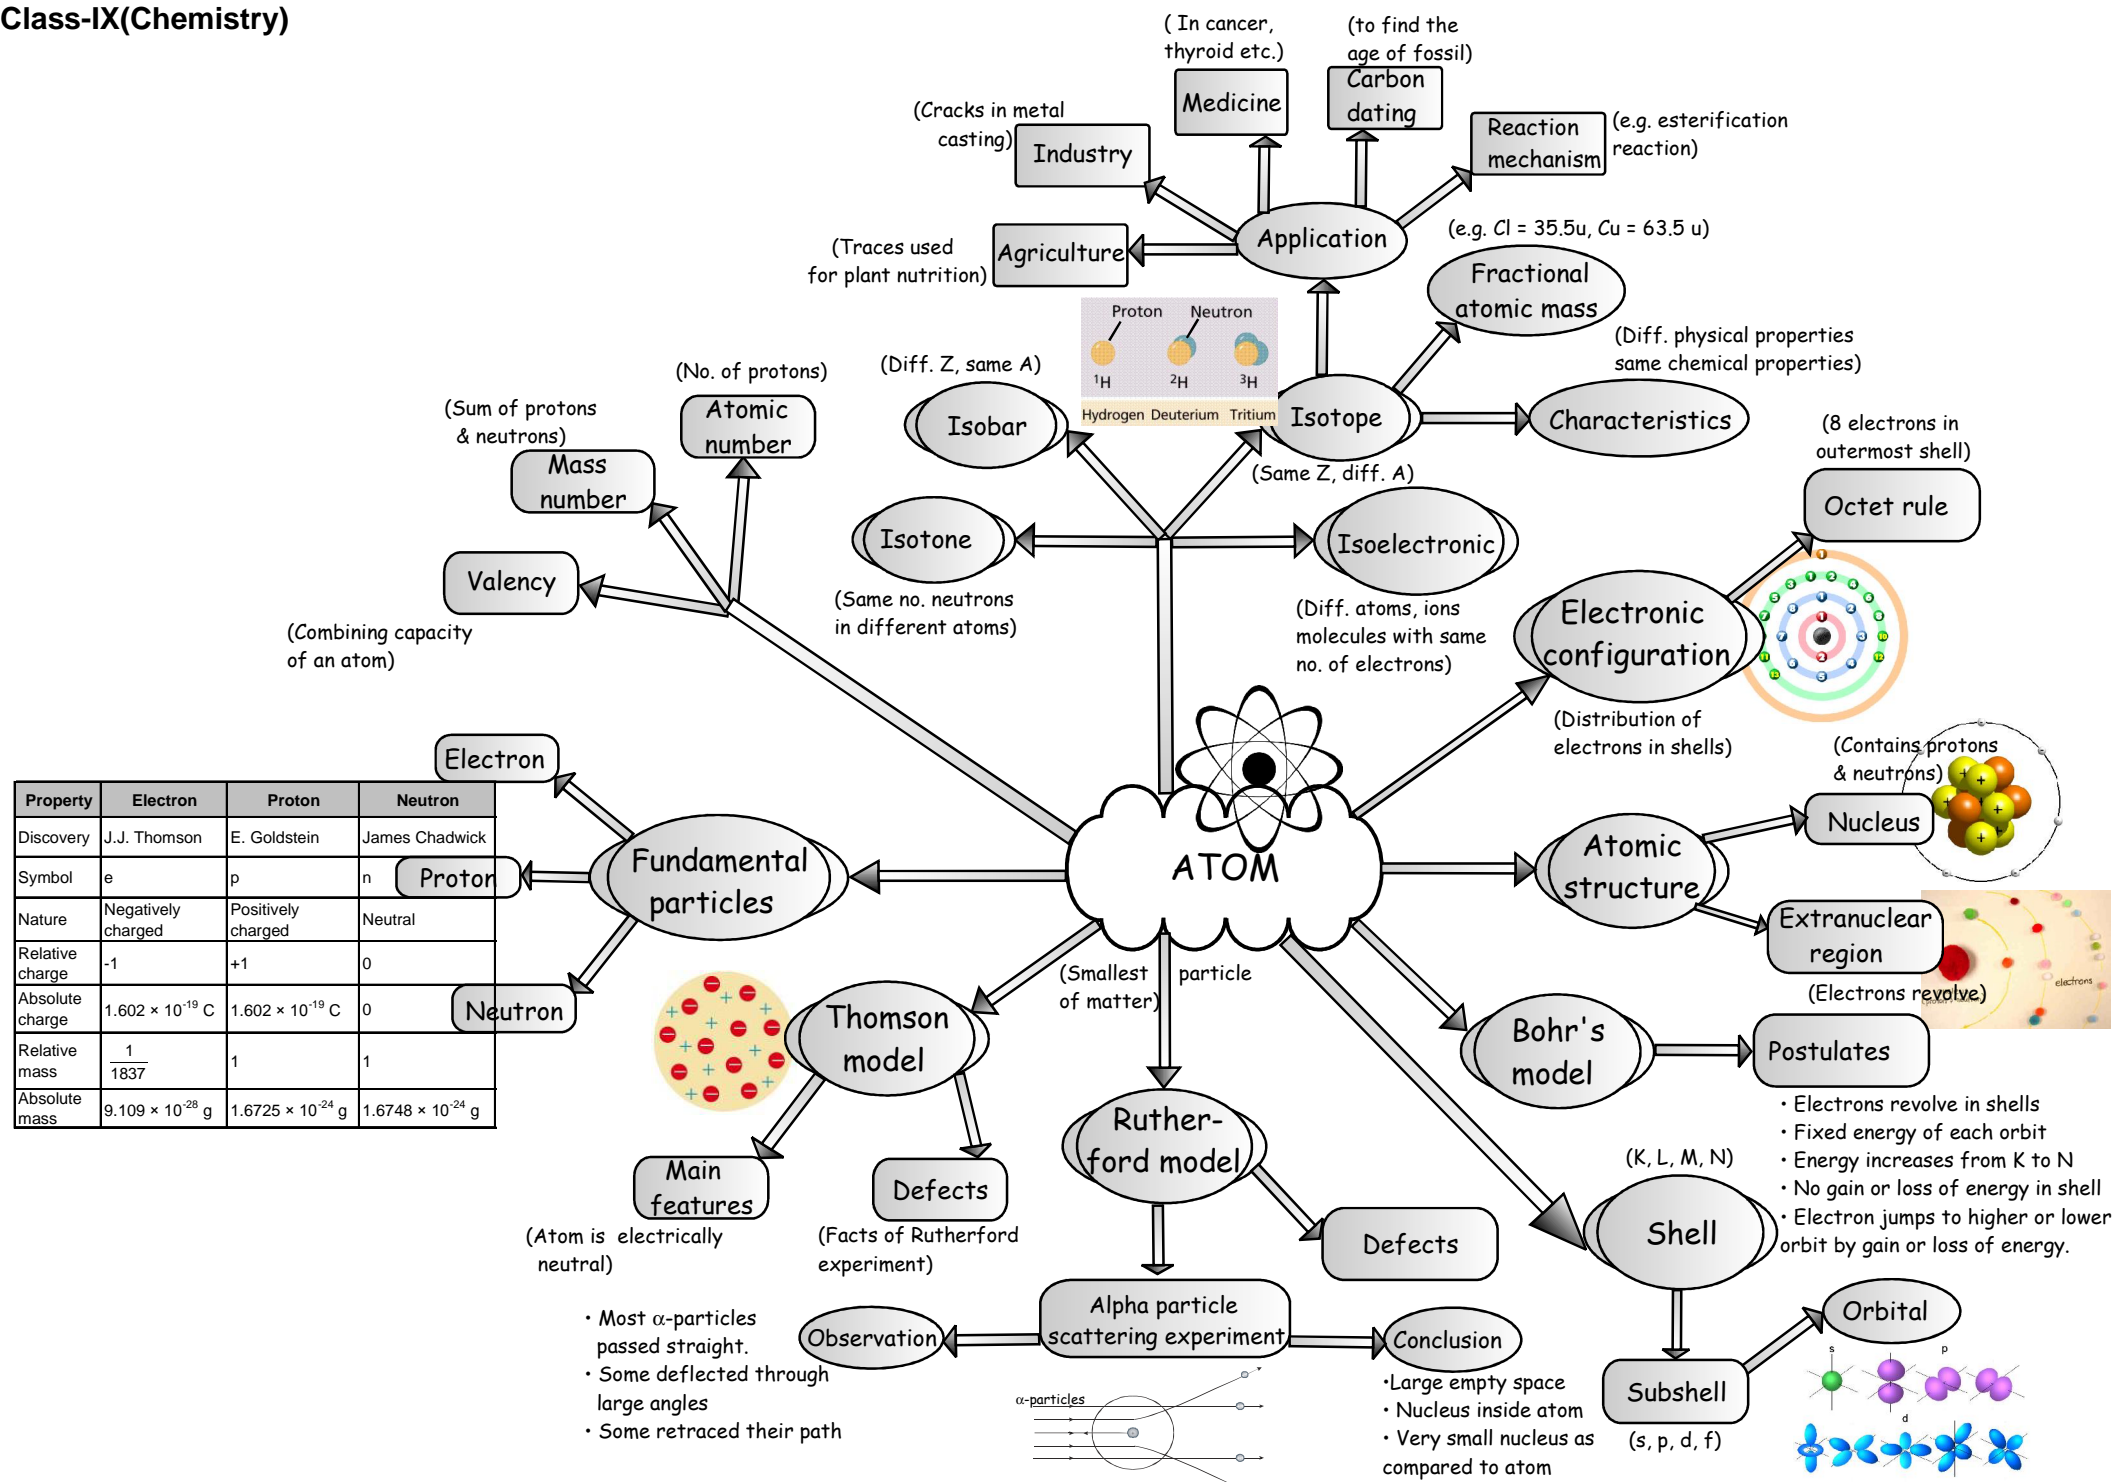 Class-IX(Chemistry)
( In cancer,
thyroid etc.)
(to find the
age of fossil)
Medicine
Carbon
dating
(Cracks in metal
casting)
Industry
Reaction
mechanism
(e.g. esterification
reaction)
Application
(Traces used
for plant nutrition)
Agriculture
(e.g. Cl = 35.5u, Cu = 63.5 u)
Fractional
atomic mass
Proton Neutron
¹H ²H ³H
Hydrogen Deuterium Tritium
(Diff. physical properties
same chemical properties)
(Diff. Z, same A)
Isobar
Isotope
Characteristics
(Same Z, diff. A)
(No. of protons)
Atomic
number
(Sum of protons
& neutrons)
Mass
number
Valency
(Combining capacity
of an atom)
Isotone
(Same no. neutrons
in different atoms)
Isoelectronic
(Diff. atoms, ions
molecules with same
no. of electrons)
(8 electrons in
outermost shell)
Octet rule
Electronic
configuration
(Distribution of
electrons in shells)
(Contains protons
& neutrons)
Nucleus
Atomic
structure
Extranuclear
region
(Electrons revolve)
electrons
ATOM
(Smallest particle
of matter)
Fundamental
particles
Electron
Proton
Neutron
Property Electron Proton Neutron
Discovery J.J. Thomson E. Goldstein James Chadwick
Symbol e p n
Nature Negatively charged Positively charged Neutral
Relative charge -1 +1 0
Absolute charge 1.602 × 10⁻¹⁹ C 1.602 × 10⁻¹⁹ C 0
Relative mass 1/1837 1 1
Absolute mass 9.109 × 10⁻²⁸ g 1.6725 × 10⁻²⁴ g 1.6748 × 10⁻²⁴ g
Thomson
model
Main
features
(Atom is electrically
neutral)
Defects
(Facts of Rutherford
experiment)
Ruther-
ford model
Defects
Alpha particle
scattering experiment
Observation
• Most α-particles
passed straight.
• Some deflected through
large angles
• Some retraced their path
α-particles
Conclusion
•Large empty space
• Nucleus inside atom
• Very small nucleus as
compared to atom
Bohr's
model
Postulates
• Electrons revolve in shells
• Fixed energy of each orbit
• Energy increases from K to N
• No gain or loss of energy in shell
• Electron jumps to higher or lower
orbit by gain or loss of energy.
(K, L, M, N)
Shell
Subshell
(s, p, d, f)
Orbital
s p
d